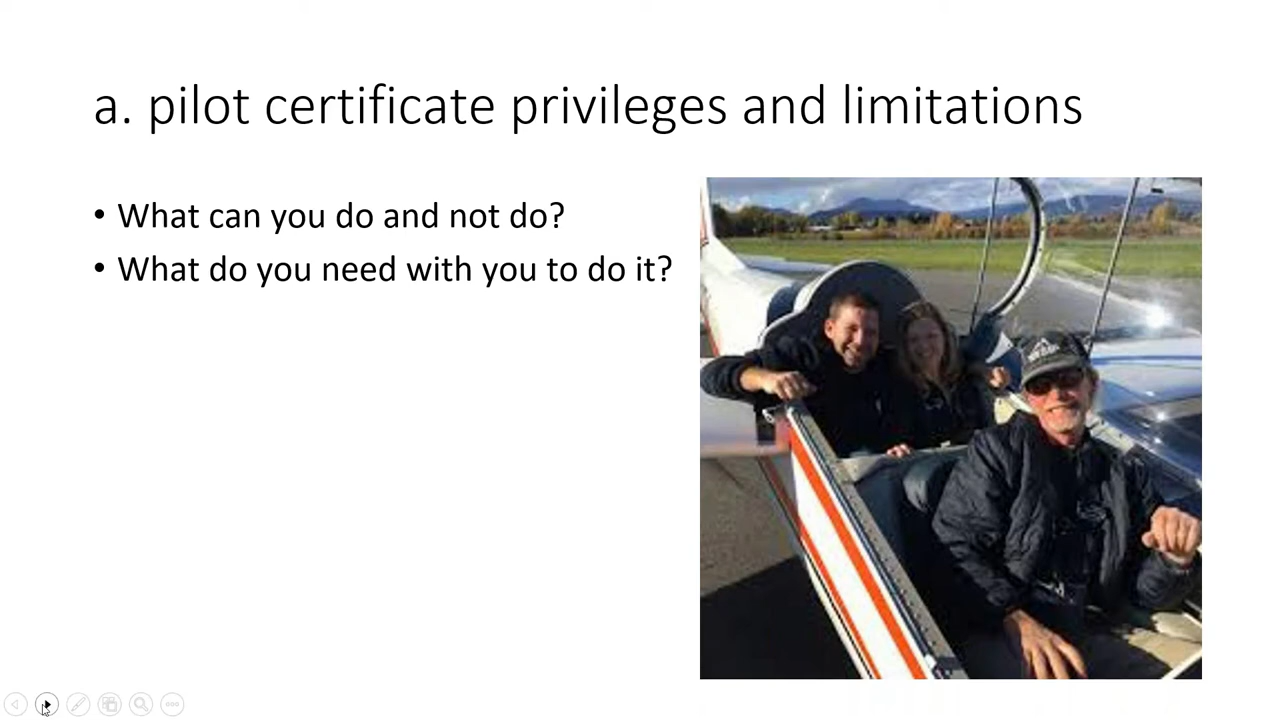 a. pilot certificate privileges and limitations
• What can you do and not do?
• What do you need with you to do it?